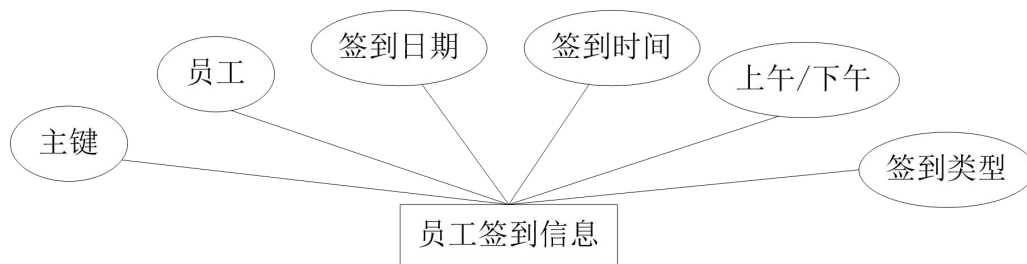 主键
员工
签到日期
签到时间
上午/下午
签到类型
员工签到信息